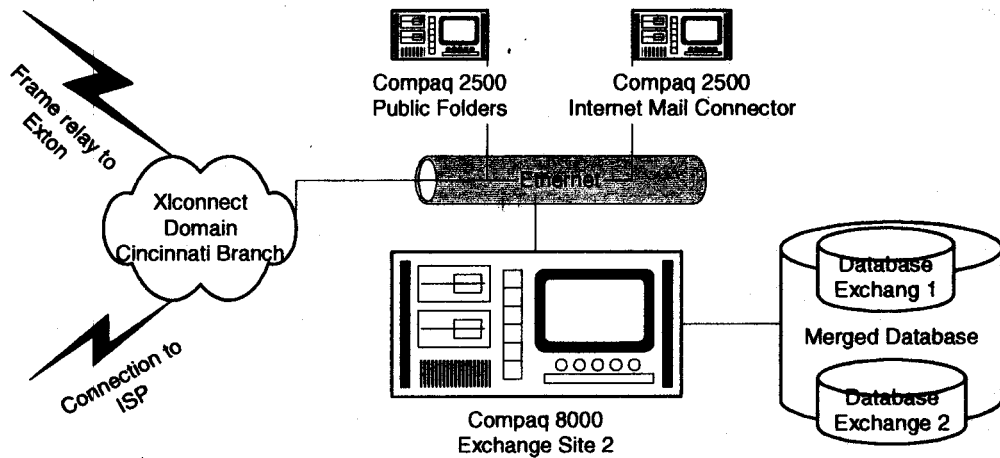 Compaq 2500
Public Folders
Compaq 2500
Internet Mail Connector
Frame relay to
Exton
Ethernet
Xlconnect
Domain
Cincinnati Branch
Database
Exchang 1
Merged Database
Database
Exchange 2
Connection to
ISP
Compaq 8000
Exchange Site 2